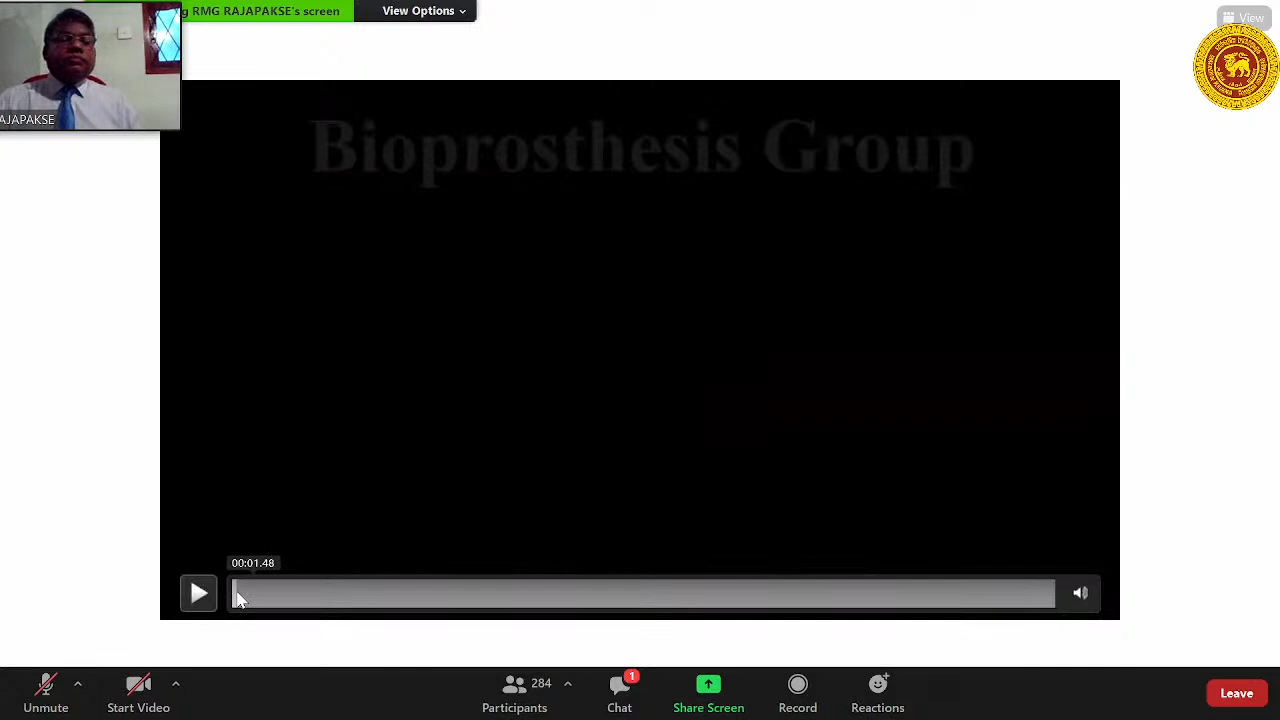 g RMG RAJAPAKSE's screen
View Options
View
AJAPAKSE
Bioprosthesis Group
00:01.48
284
1
Unmute
Start Video
Participants
Chat
Share Screen
Record
Reactions
Leave